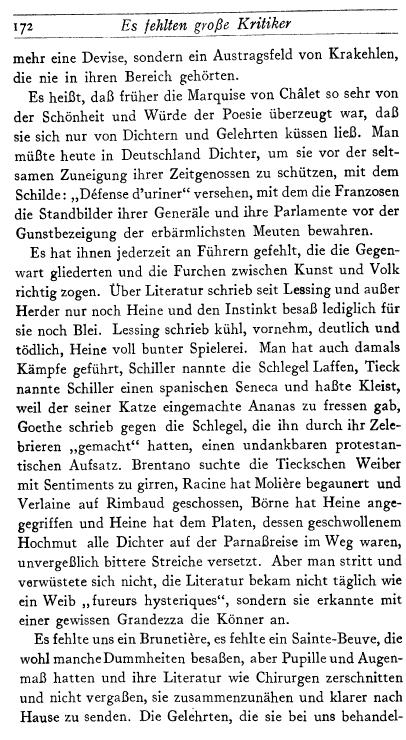 172 Es fehlten große Kritiker
mehr eine Devise, sondern ein Austragsfeld von Krakehlen,
die nie in ihren Bereich gehörten.
Es heißt, daß früher die Marquise von Châlet so sehr von
der Schönheit und Würde der Poesie überzeugt war, daß
sie sich nur von Dichtern und Gelehrten küssen ließ. Man
müßte heute in Deutschland Dichter, um sie vor der selt-
samen Zuneigung ihrer Zeitgenossen zu schützen, mit dem
Schilde: „Défense d'uriner“ versehen, mit dem die Franzosen
die Standbilder ihrer Generäle und ihre Parlamente vor der
Gunstbezeigung der erbärmlichsten Meuten bewahren.
Es hat ihnen jederzeit an Führern gefehlt, die die Gegen-
wart gliederten und die Furchen zwischen Kunst und Volk
richtig zogen. Über Literatur schrieb seit Lessing und außer
Herder nur noch Heine und den Instinkt besaß lediglich für
sie noch Blei. Lessing schrieb kühl, vornehm, deutlich und
tödlich, Heine voll bunter Spielerei. Man hat auch damals
Kämpfe geführt, Schiller nannte die Schlegel Laffen, Tieck
nannte Schiller einen spanischen Seneca und haßte Kleist,
weil der seiner Katze eingemachte Ananas zu fressen gab,
Goethe schrieb gegen die Schlegel, die ihn durch ihr Zele-
brieren „gemacht“ hatten, einen undankbaren protestan-
tischen Aufsatz. Brentano suchte die Tieckschen Weiber
mit Sentiments zu girren, Racine hat Molière begaunert und
Verlaine auf Rimbaud geschossen, Börne hat Heine ange-
gegriffen und Heine hat dem Platen, dessen geschwollenem
Hochmut alle Dichter auf der Parnaßreise im Weg waren,
unvergeßlich bittere Streiche versetzt. Aber man stritt und
verwüstete sich nicht, die Literatur bekam nicht täglich wie
ein Weib „fureurs hysteriques“, sondern sie erkannte mit
einer gewissen Grandezza die Könner an.
Es fehlte uns ein Brunetière, es fehlte ein Sainte-Beuve, die
wohl manche Dummheiten besaßen, aber Pupille und Augen-
maß hatten und ihre Literatur wie Chirurgen zerschnitten
und nicht vergaßen, sie zusammenzunähen und klarer nach
Hause zu senden. Die Gelehrten, die sie bei uns behandel-